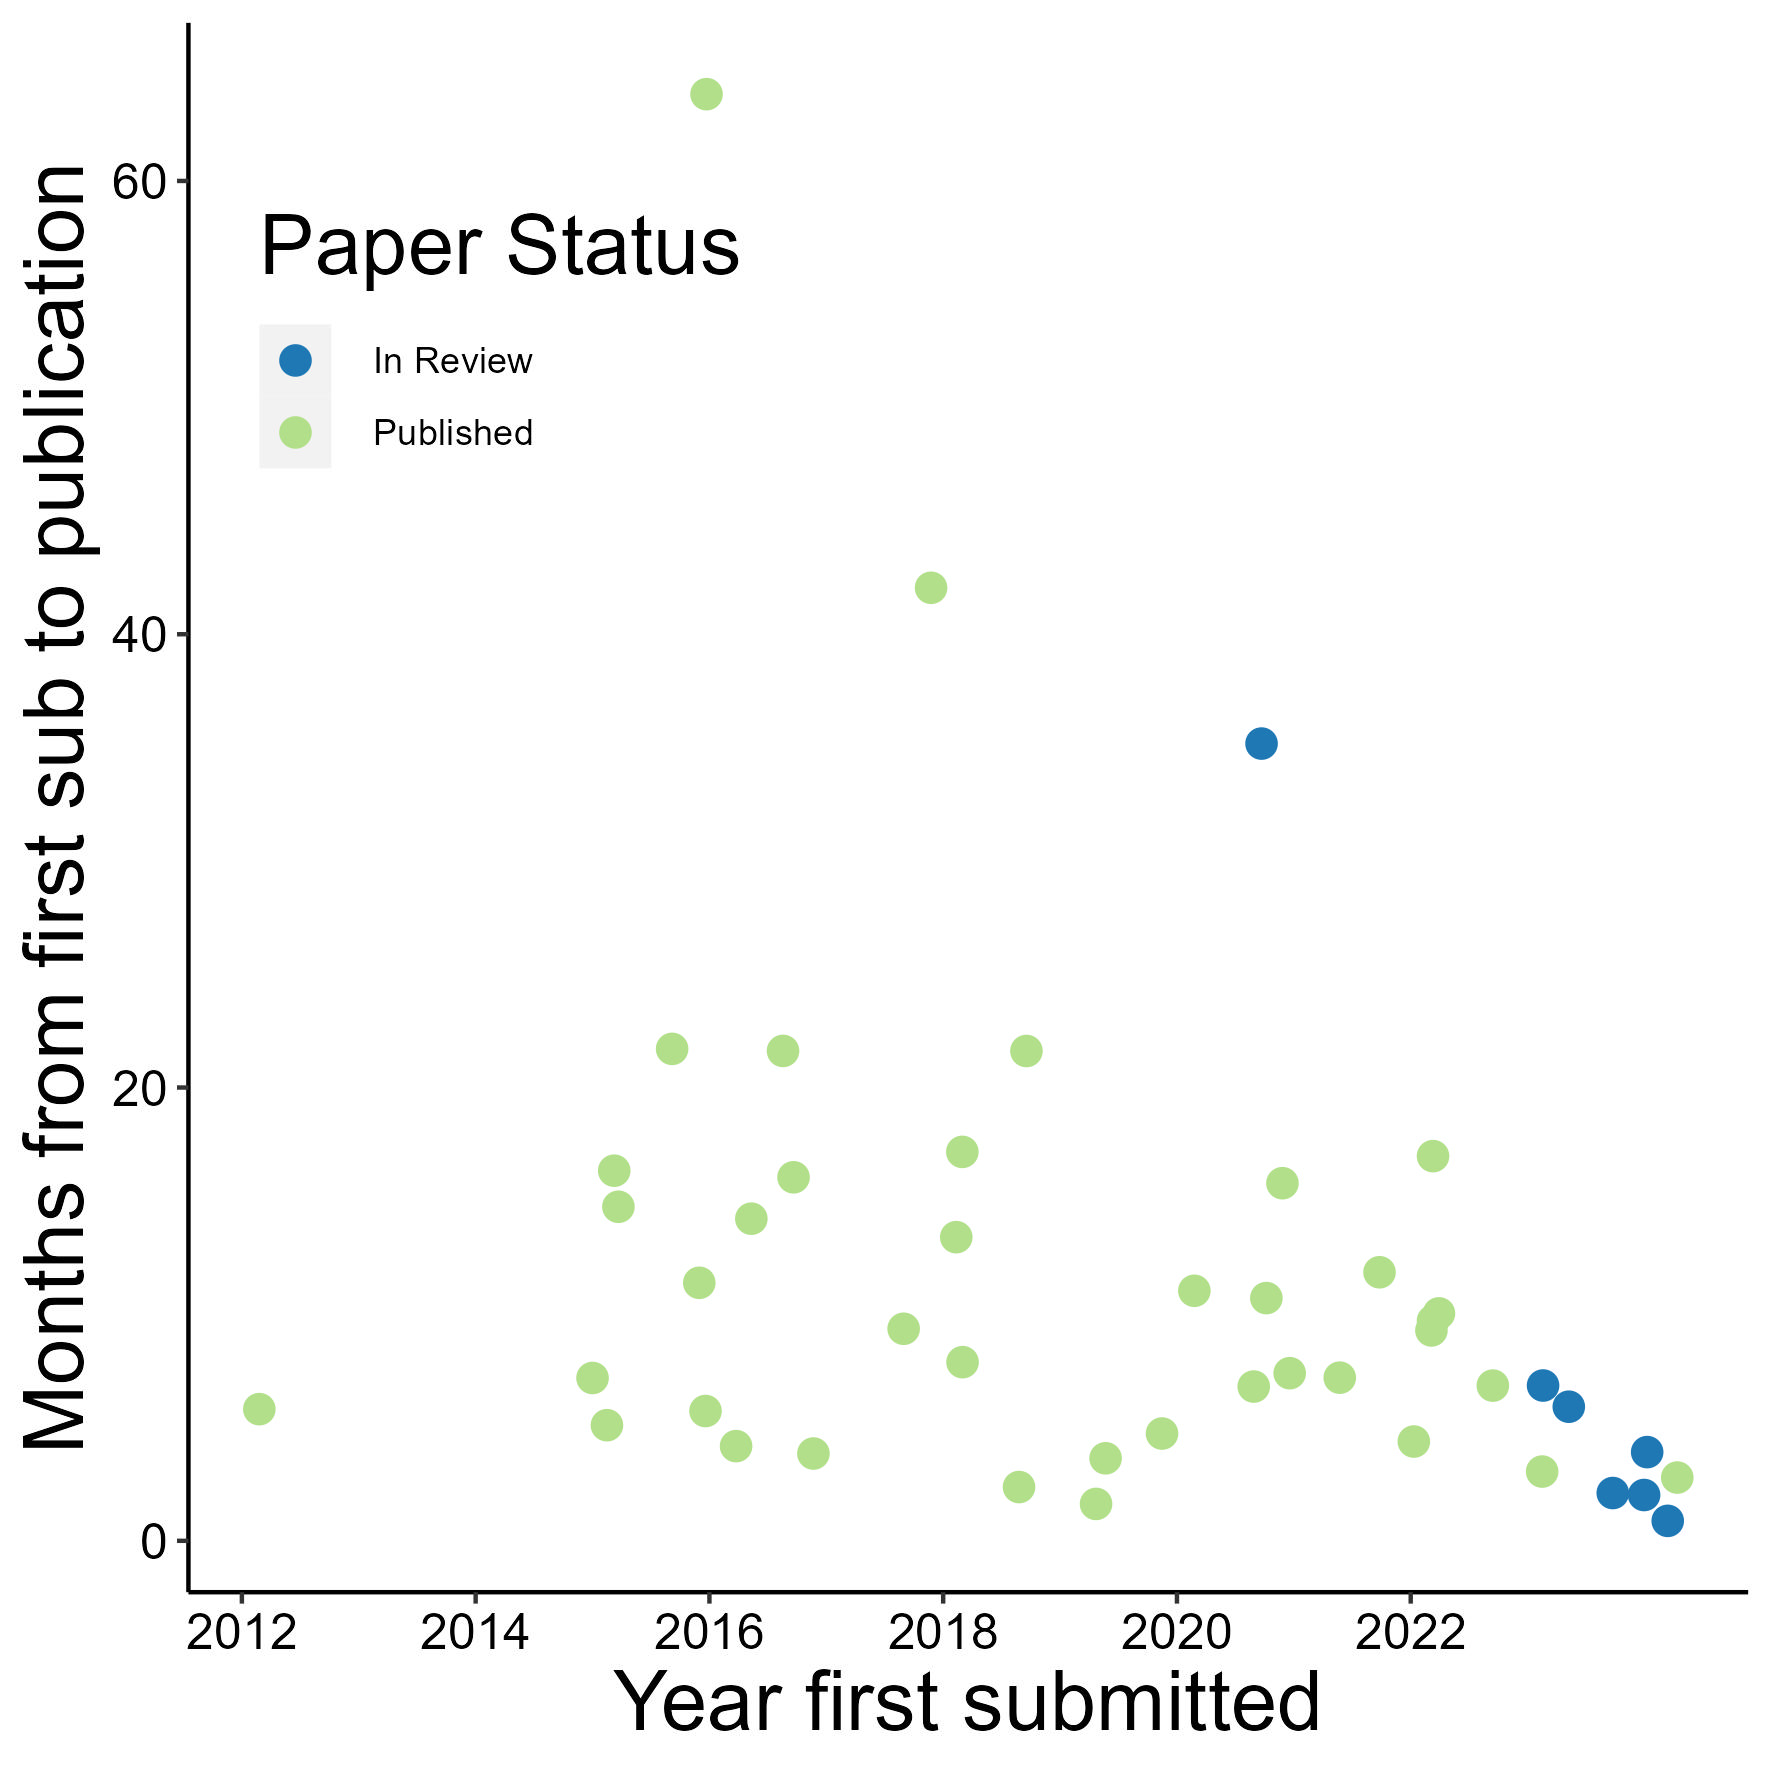 Months from first sub to publication
60
40
20
0
Paper Status
In Review
Published
2012 2014 2016 2018 2020 2022
Year first submitted